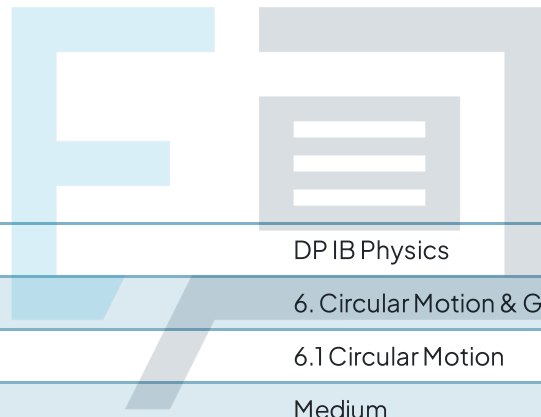 DP IB Physics
6. Circular Motion & G
6.1 Circular Motion
Medium